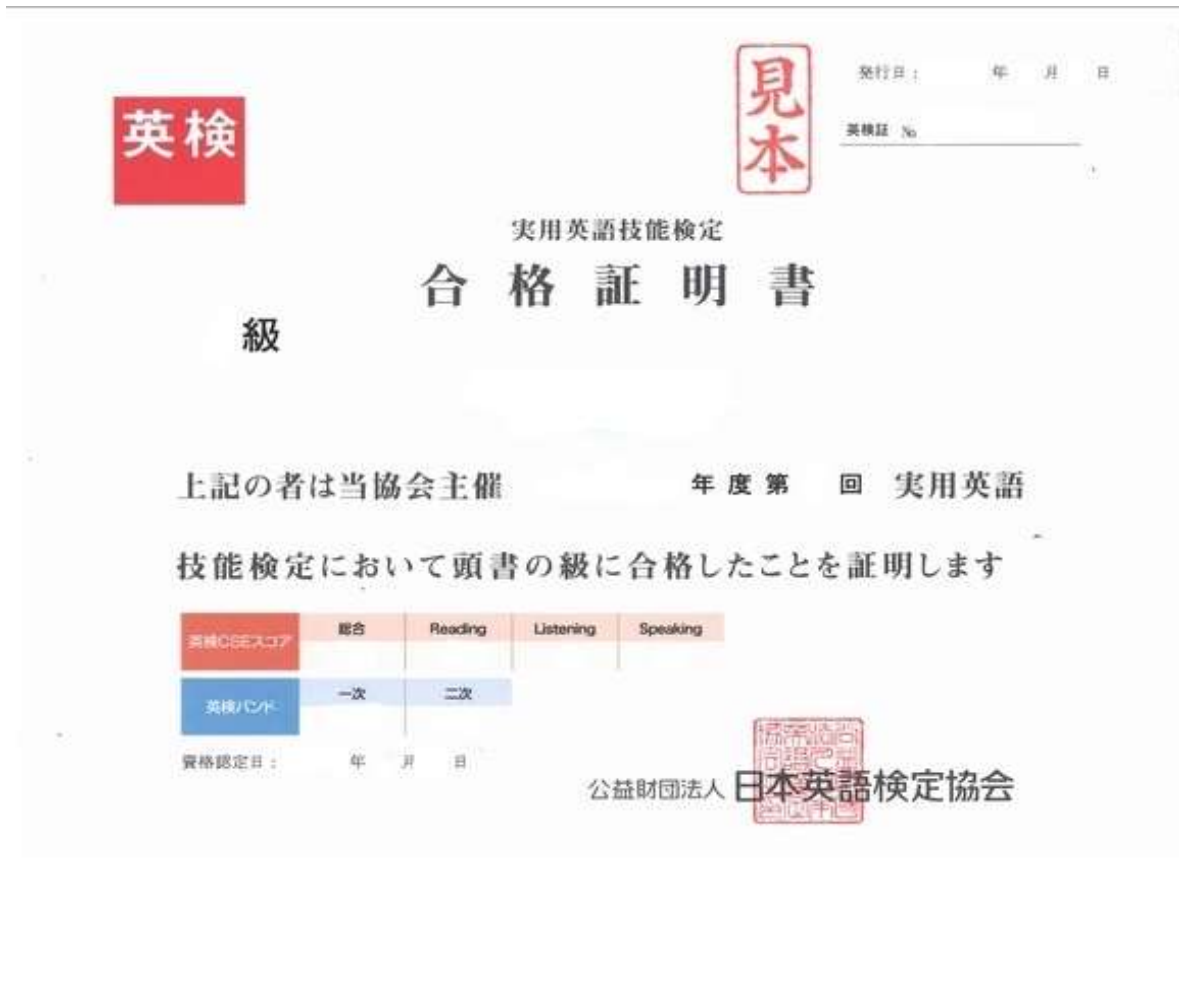 英検
見本
発行日: 年 月 日
英検証 No
実用英語技能検定
合格証明書
級
上記の者は当協会主催 年度第 回 実用英語
技能検定において頭書の級に合格したことを証明します
英検CSEスコア 総合 Reading Listening Speaking
英検バンド 一次 二次
資格認定日: 年 月 日
公益財団法人 日本英語検定協会